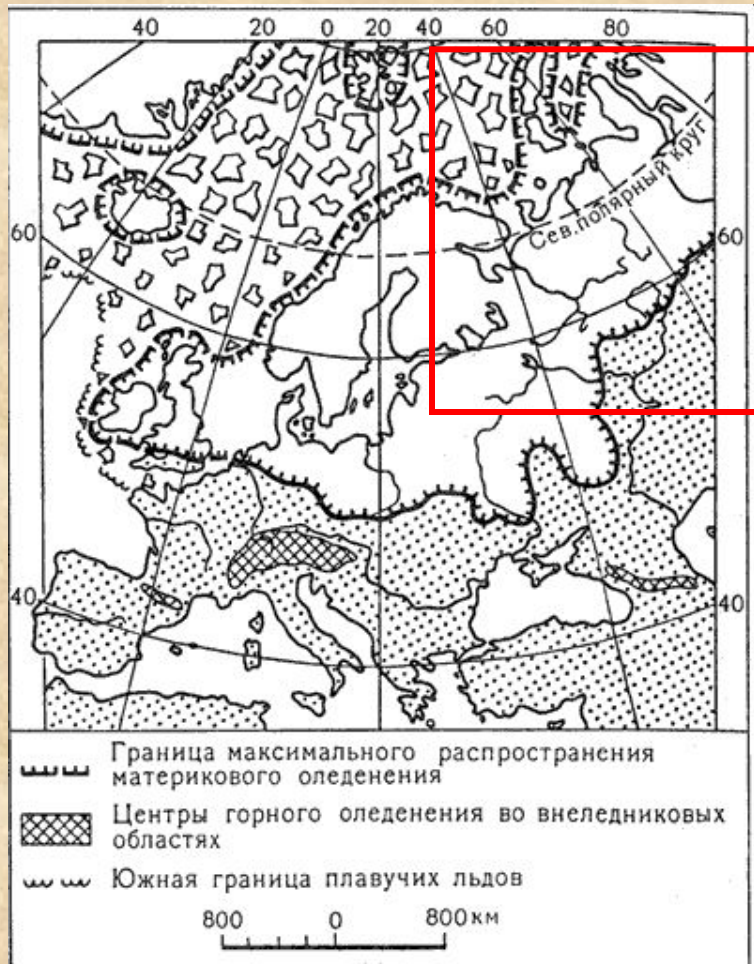 40 20 0 20 40 60 80
Сев.полярный круг
60 60
40 40
Граница максимального распространения
материкового оледенения
Центры горного оледенения во внеледниковых
областях
Южная граница плавучих льдов
800 0 800 км